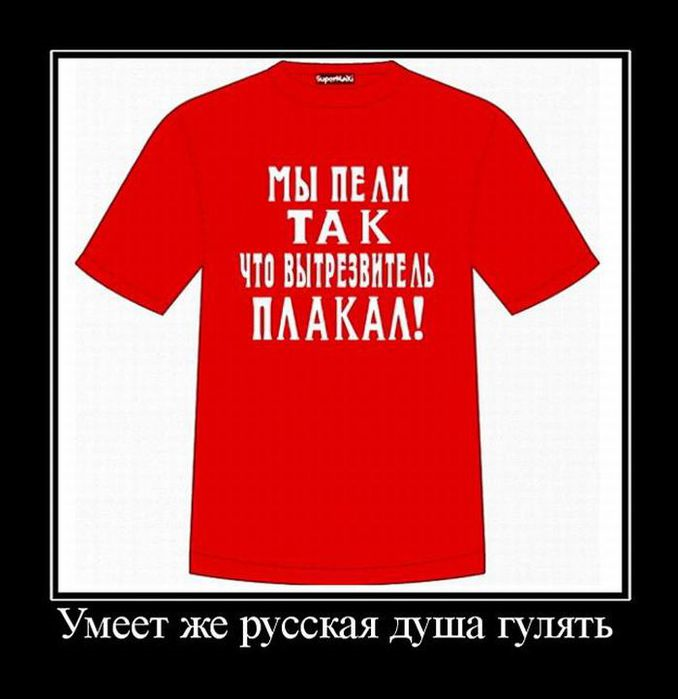 SuperMaXi
МЫ ПЕЛИ
ТАК
ЧТО ВЫТРЕЗВИТЕЛЬ
ПЛАКАЛ!
Умеет же русская душа гулять